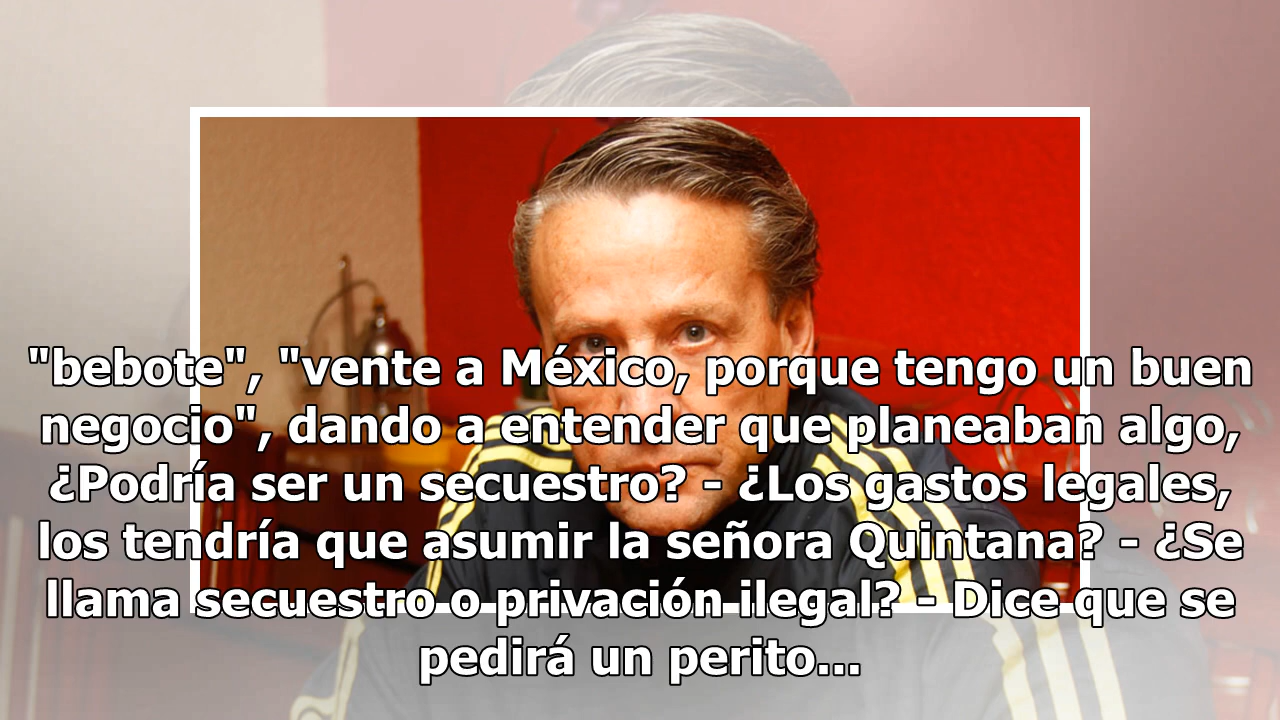 "bebote", "vente a México, porque tengo un buen
negocio", dando a entender que planeaban algo,
¿Podría ser un secuestro? - ¿Los gastos legales,
los tendría que asumir la señora Quintana? - ¿Se
llama secuestro o privación ilegal? - Dice que se
pedirá un perito...